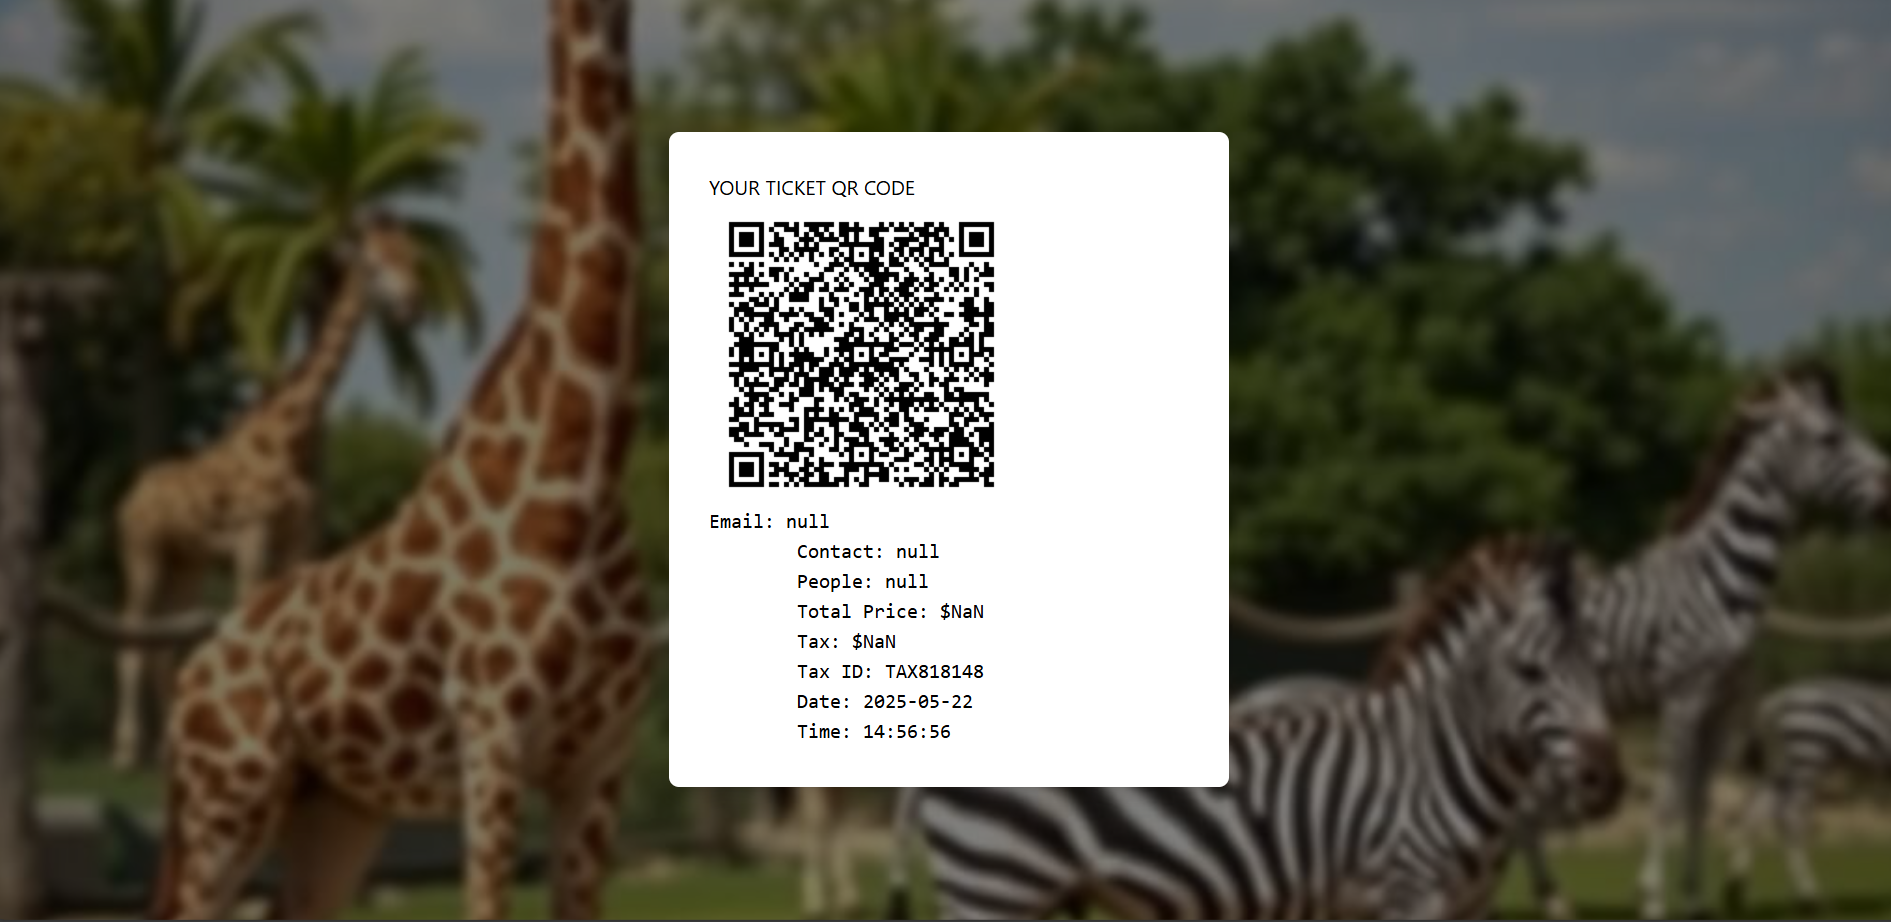 YOUR TICKET QR CODE
Email: null
Contact: null
People: null
Total Price: $NaN
Tax: $NaN
Tax ID: TAX818148
Date: 2025-05-22
Time: 14:56:56